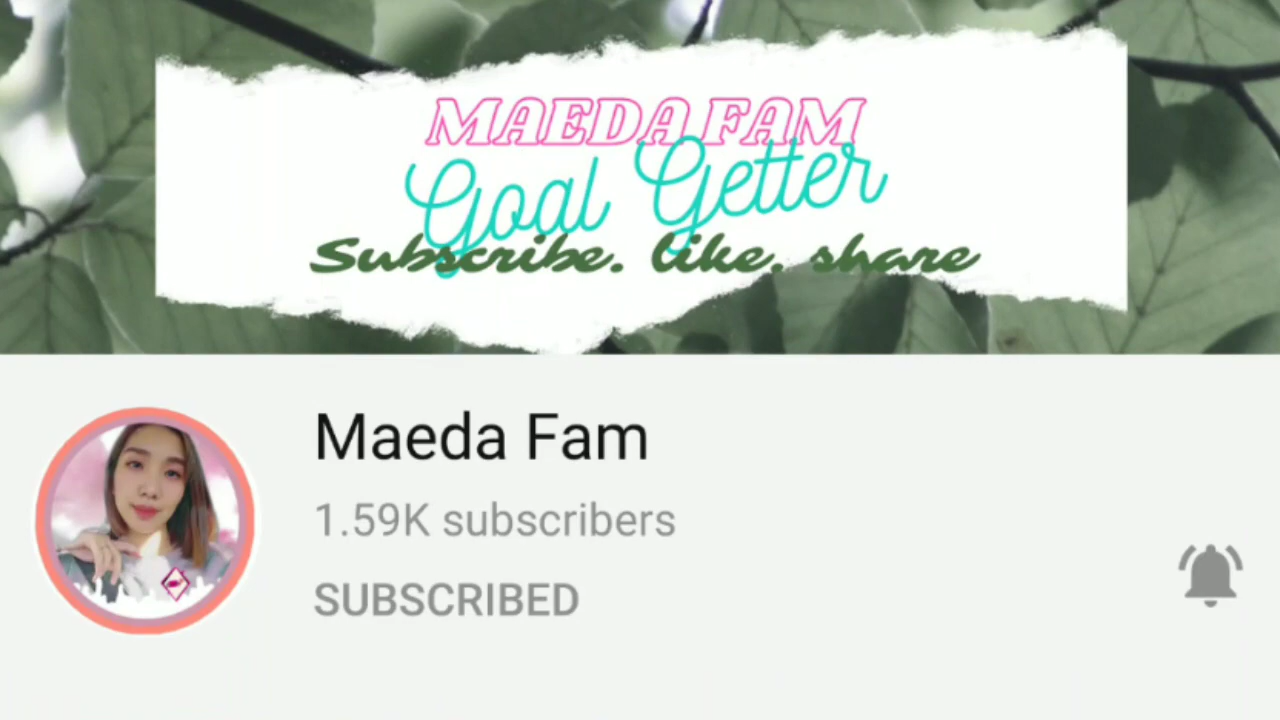 MAEDA FAM
Goal Getter
Subscribe. like. share
Maeda Fam
1.59K subscribers
SUBSCRIBED